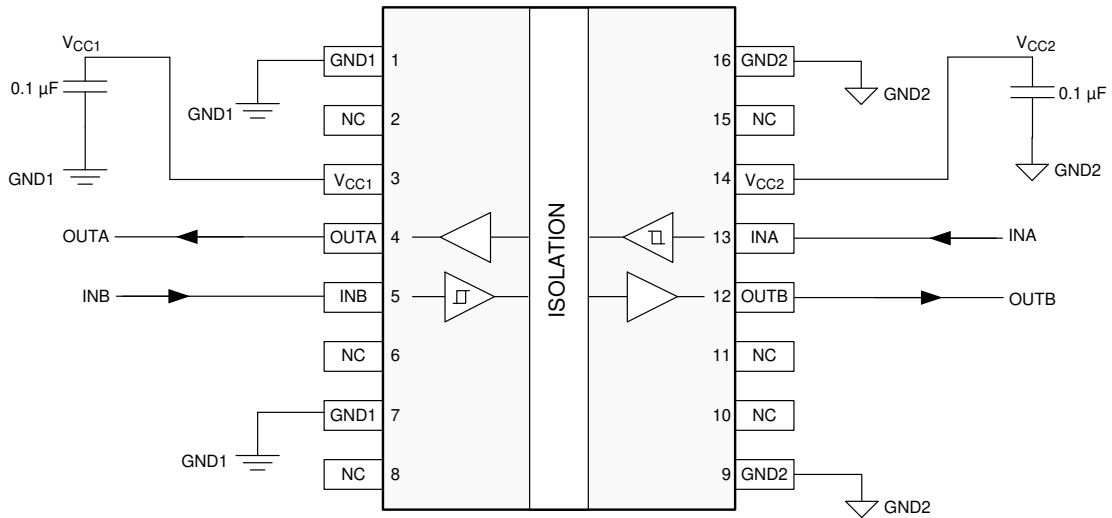 VCC1
0.1 µF
GND1
GND1
GND1 1
NC 2
VCC1 3
OUTA OUTA 4
INB INB 5
NC 6
GND1 7
GND1
NC 8
ISOLATION
16 GND2
GND2
15 NC
14 VCC2
13 INA INA
12 OUTB OUTB
11 NC
10 NC
9 GND2
GND2
VCC2
0.1 µF
GND2